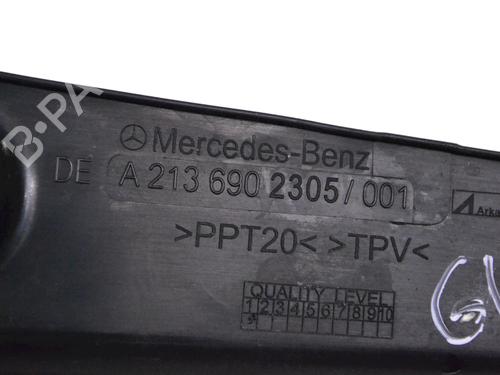 B-PA
Mercedes-Benz
DE A 213 690 2305/001
>PPT20< >TPV<
QUALITY LEVEL
1 2 3 4 5 6 7 8 9 10